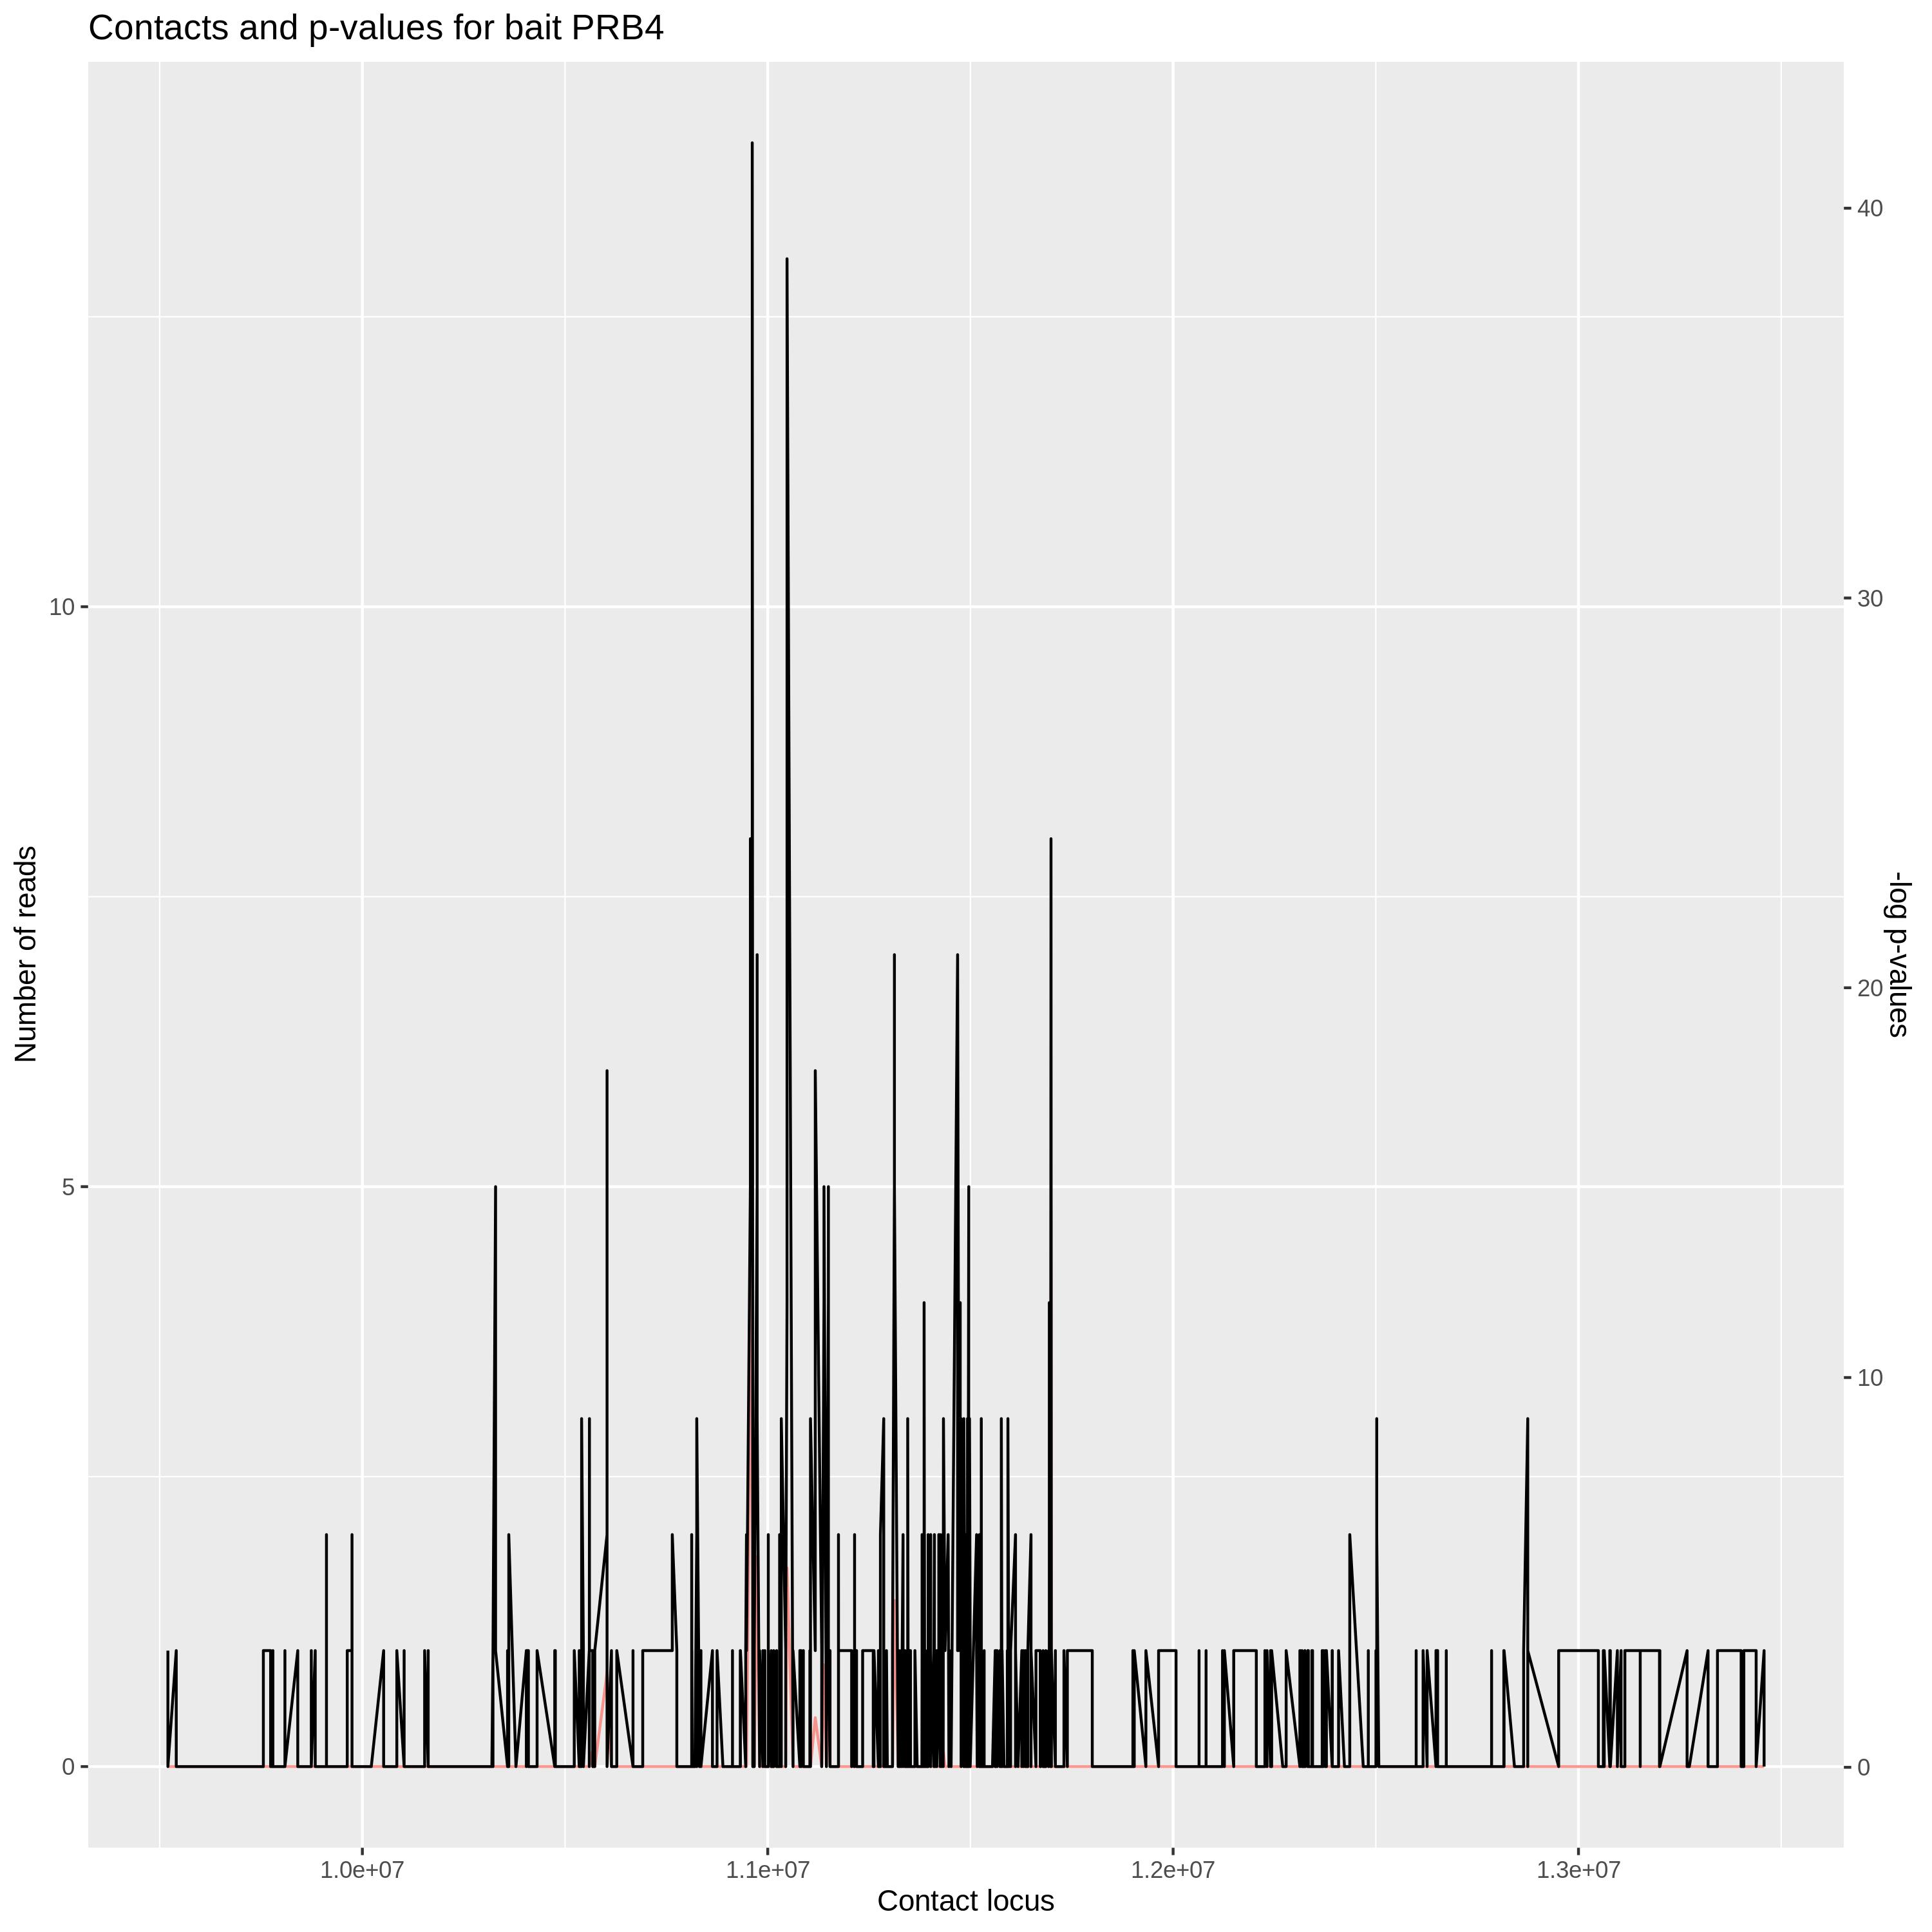 Contacts and p-values for bait PRB4
Number of reads
10
5
0
40
30
20
10
0
-log p-values
1.0e+07
1.1e+07
1.2e+07
1.3e+07
Contact locus